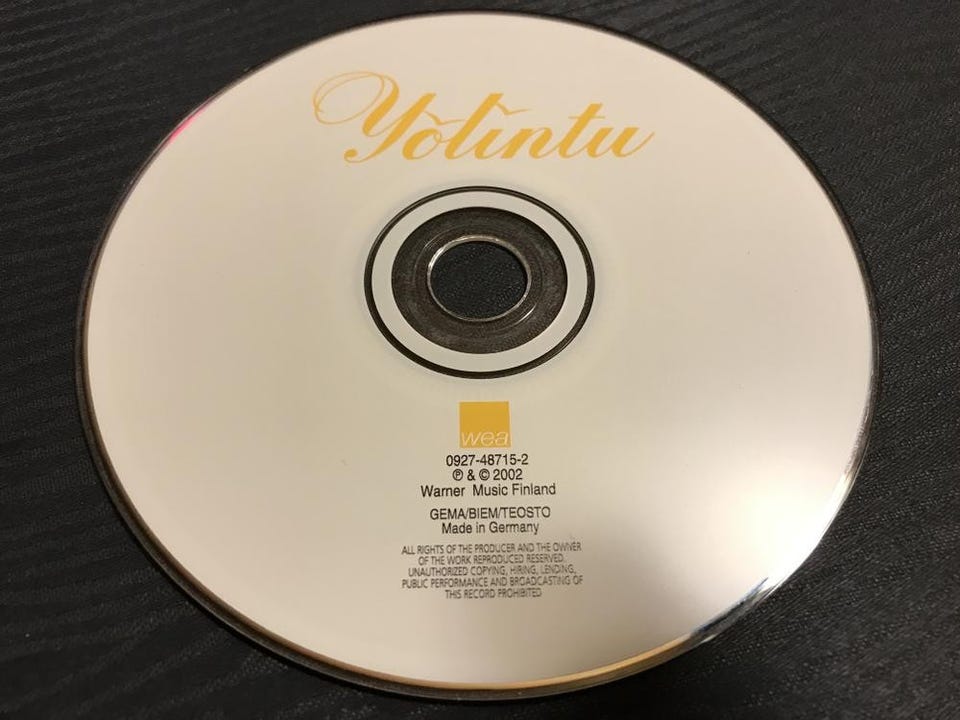 Yölintu
wea
0927-48715-2
℗ & © 2002
Warner Music Finland
GEMA/BIEM/TEOSTO
Made in Germany
ALL RIGHTS OF THE PRODUCER AND THE OWNER
OF THE WORK REPRODUCED RESERVED.
UNAUTHORIZED COPYING, HIRING, LENDING,
PUBLIC PERFORMANCE AND BROADCASTING OF
THIS RECORD PROHIBITED